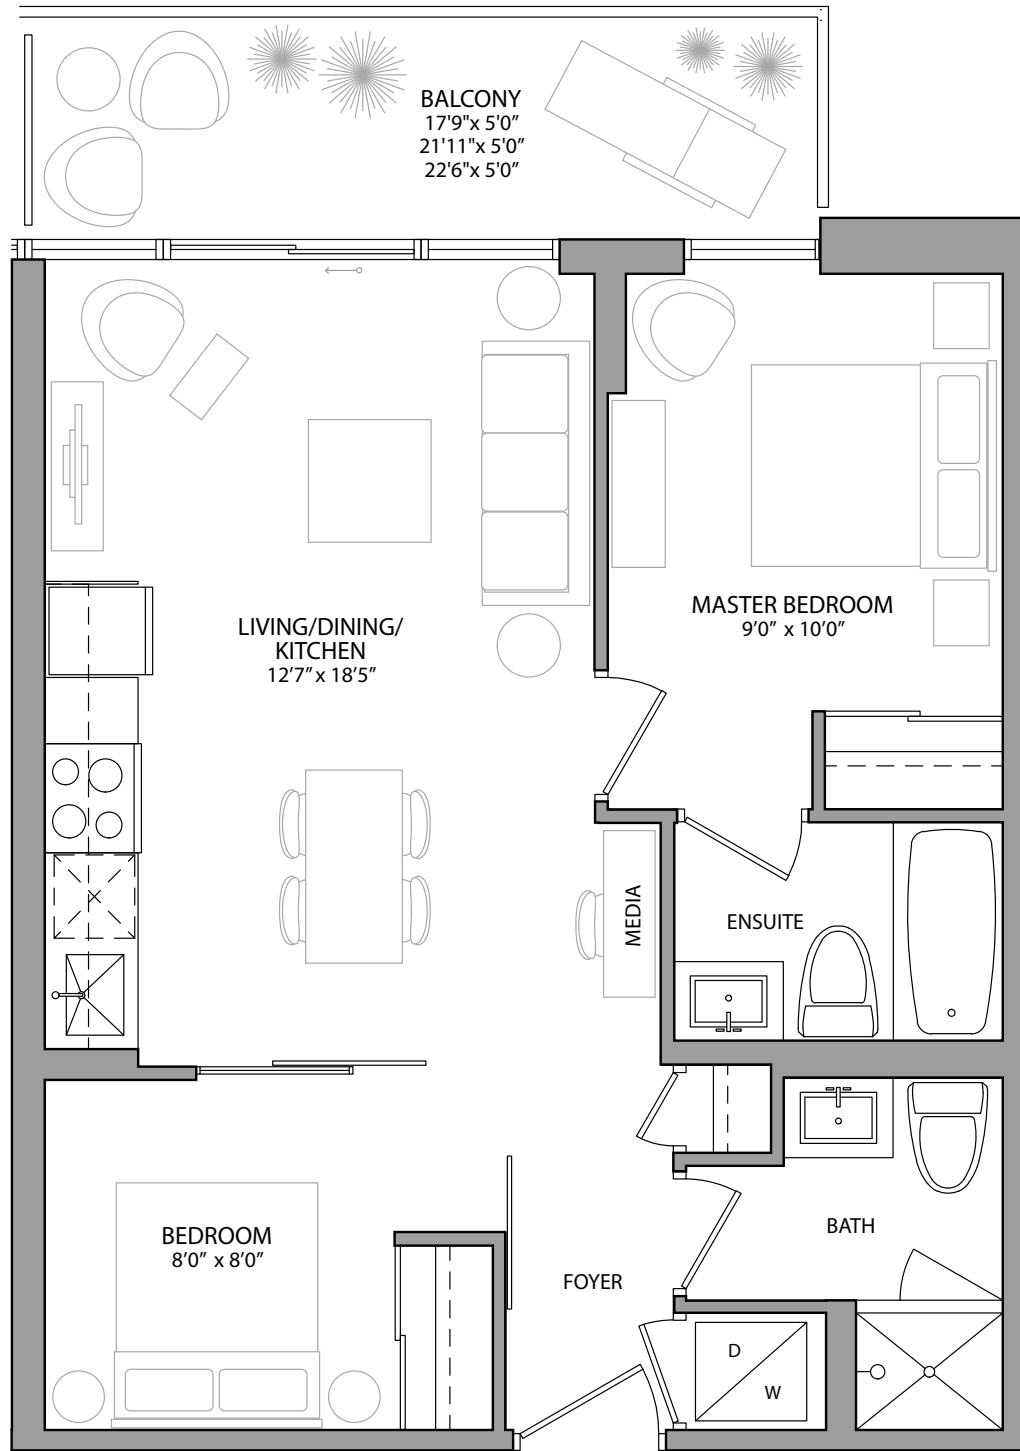 BALCONY
17'9"x 5'0"
21'11"x 5'0"
22'6"x 5'0"
LIVING/DINING/
KITCHEN
12'7" x 18'5"
MASTER BEDROOM
9'0" x 10'0"
MEDIA
ENSUITE
BEDROOM
8'0" x 8'0"
FOYER
BATH
D
W